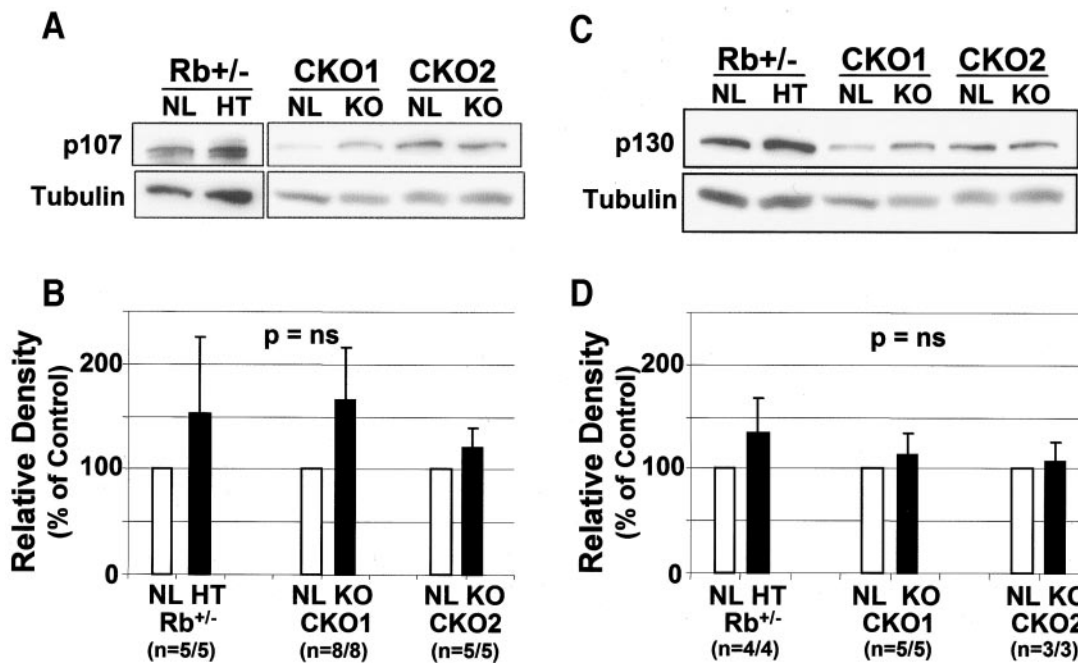 A
Rb+/- CKO1 CKO2
NL HT NL KO NL KO
p107
Tubulin
B
Relative Density
(% of Control)
p = ns
200
100
0
NL HT NL KO NL KO
Rb+/- CKO1 CKO2
(n=5/5) (n=8/8) (n=5/5)
C
Rb+/- CKO1 CKO2
NL HT NL KO NL KO
p130
Tubulin
D
Relative Density
(% of Control)
p = ns
200
100
0
NL HT NL KO NL KO
Rb+/- CKO1 CKO2
(n=4/4) (n=5/5) (n=3/3)